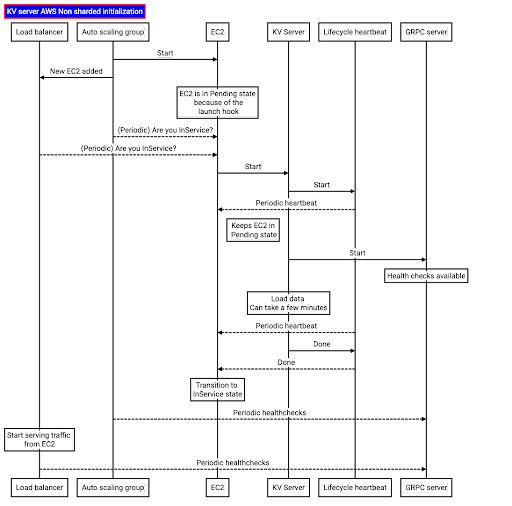 KV server AWS Non sharded initialization
Load balancer
Auto scaling group
EC2
KV Server
Lifecycle heartbeat
GRPC server
Start
New EC2 added
EC2 is in Pending state
because of the
launch hook
(Periodic) Are you InService?
(Periodic) Are you InService?
Start
Start
Periodic heartbeat
Keeps EC2 in
Pending state
Start
Health checks available
Load data
Can take a few minutes
Periodic heartbeat
Done
Done
Transition to
InService state
Periodic healthchecks
Start serving traffic
from EC2
Periodic healthchecks
Load balancer
Auto scaling group
EC2
KV Server
Lifecycle heartbeat
GRPC server